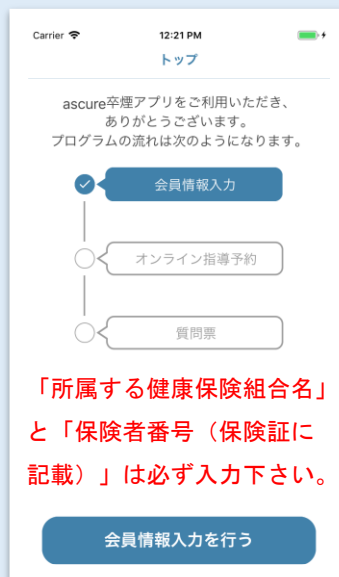 Carrier 12:21 PM
トップ
ascure卒煙アプリをご利用いただき、
ありがとうございます。
プログラムの流れは次のようになります。
会員情報入力
オンライン指導予約
質問票
「所属する健康保険組合名」
と「保険者番号（保険証に
記載）」は必ず入力下さい。
会員情報入力を行う